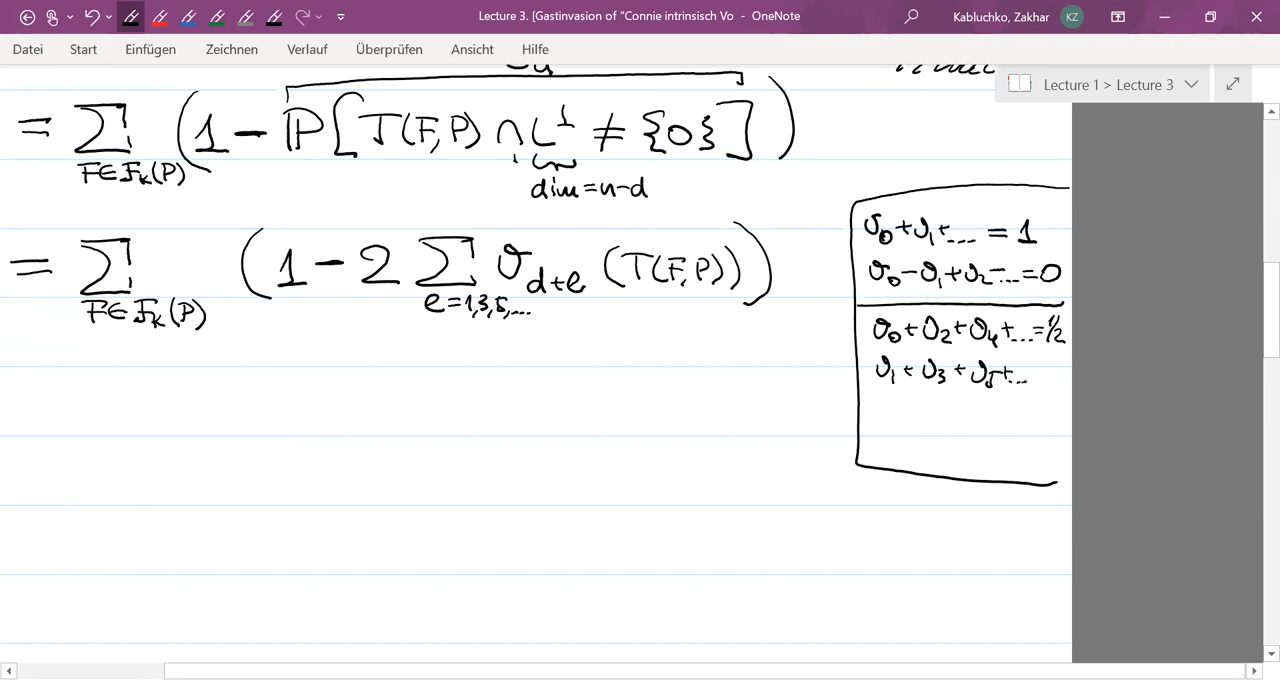 Lecture 3. [Gastinvasion of "Connie intrinsisch Vo - OneNote
Kabluchko, Zakhar KZ
Datei Start Einfügen Zeichnen Verlauf Überprüfen Ansicht Hilfe
Lecture 1 > Lecture 3
= ∑ (1 - P[T(F,P) ∩ L^⊥ ≠ {0}])
F∈F_k(P)
dim = n-d
= ∑ (1 - 2 ∑ υ_{d+e} (T(F,P)))
F∈F_k(P) e=1,3,5,...
υ_0 + υ_1 + ... = 1
υ_0 - υ_1 + υ_2 - ... = 0
υ_0 + υ_2 + υ_4 + ... = 1/2
υ_1 + υ_3 + υ_5 + ...